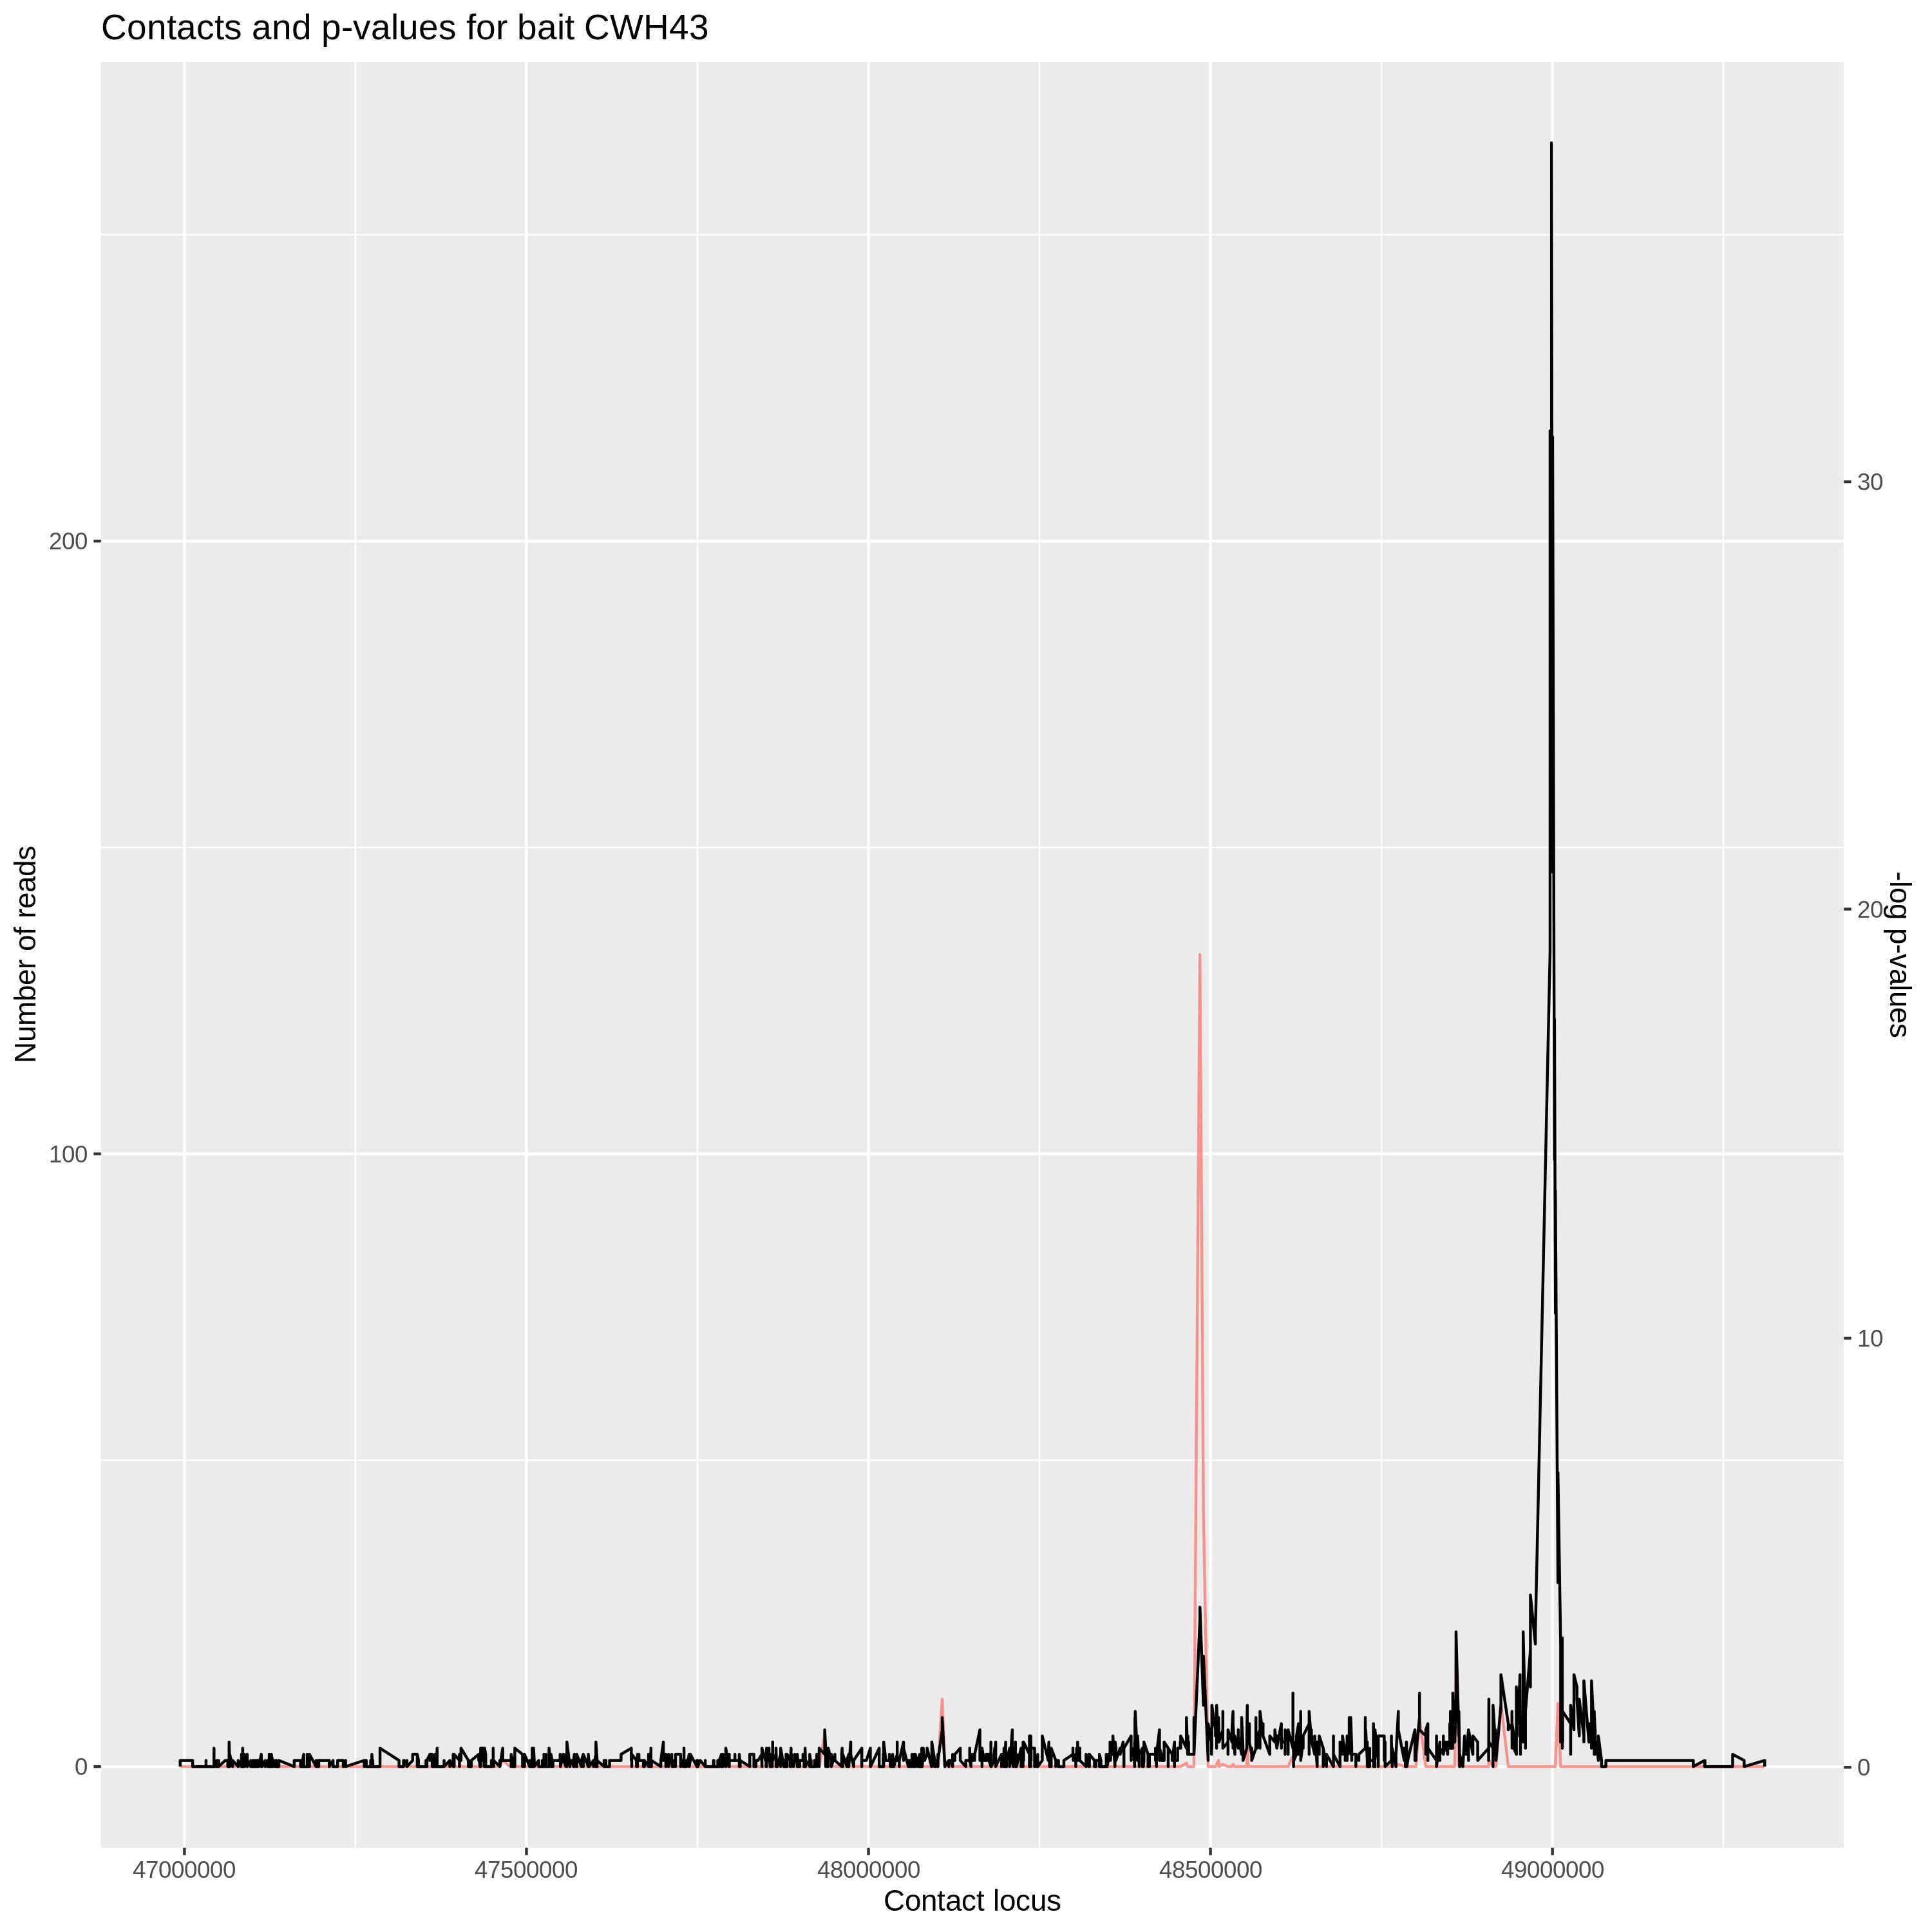 Contacts and p-values for bait CWH43
Number of reads
200
100
0
30
20
10
0
-log p-values
47000000 47500000 48000000 48500000 49000000
Contact locus